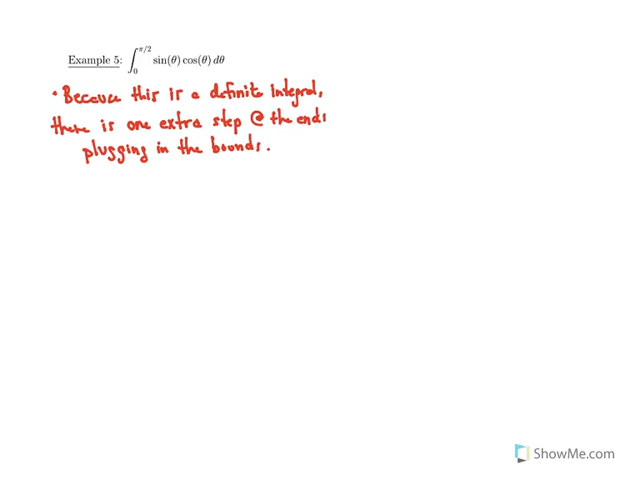 Example 5: ∫_0^{π/2} sin(θ) cos(θ) dθ
• Because this is a definite integral,
there is one extra step @ the end:
plugging in the bounds.
ShowMe.com